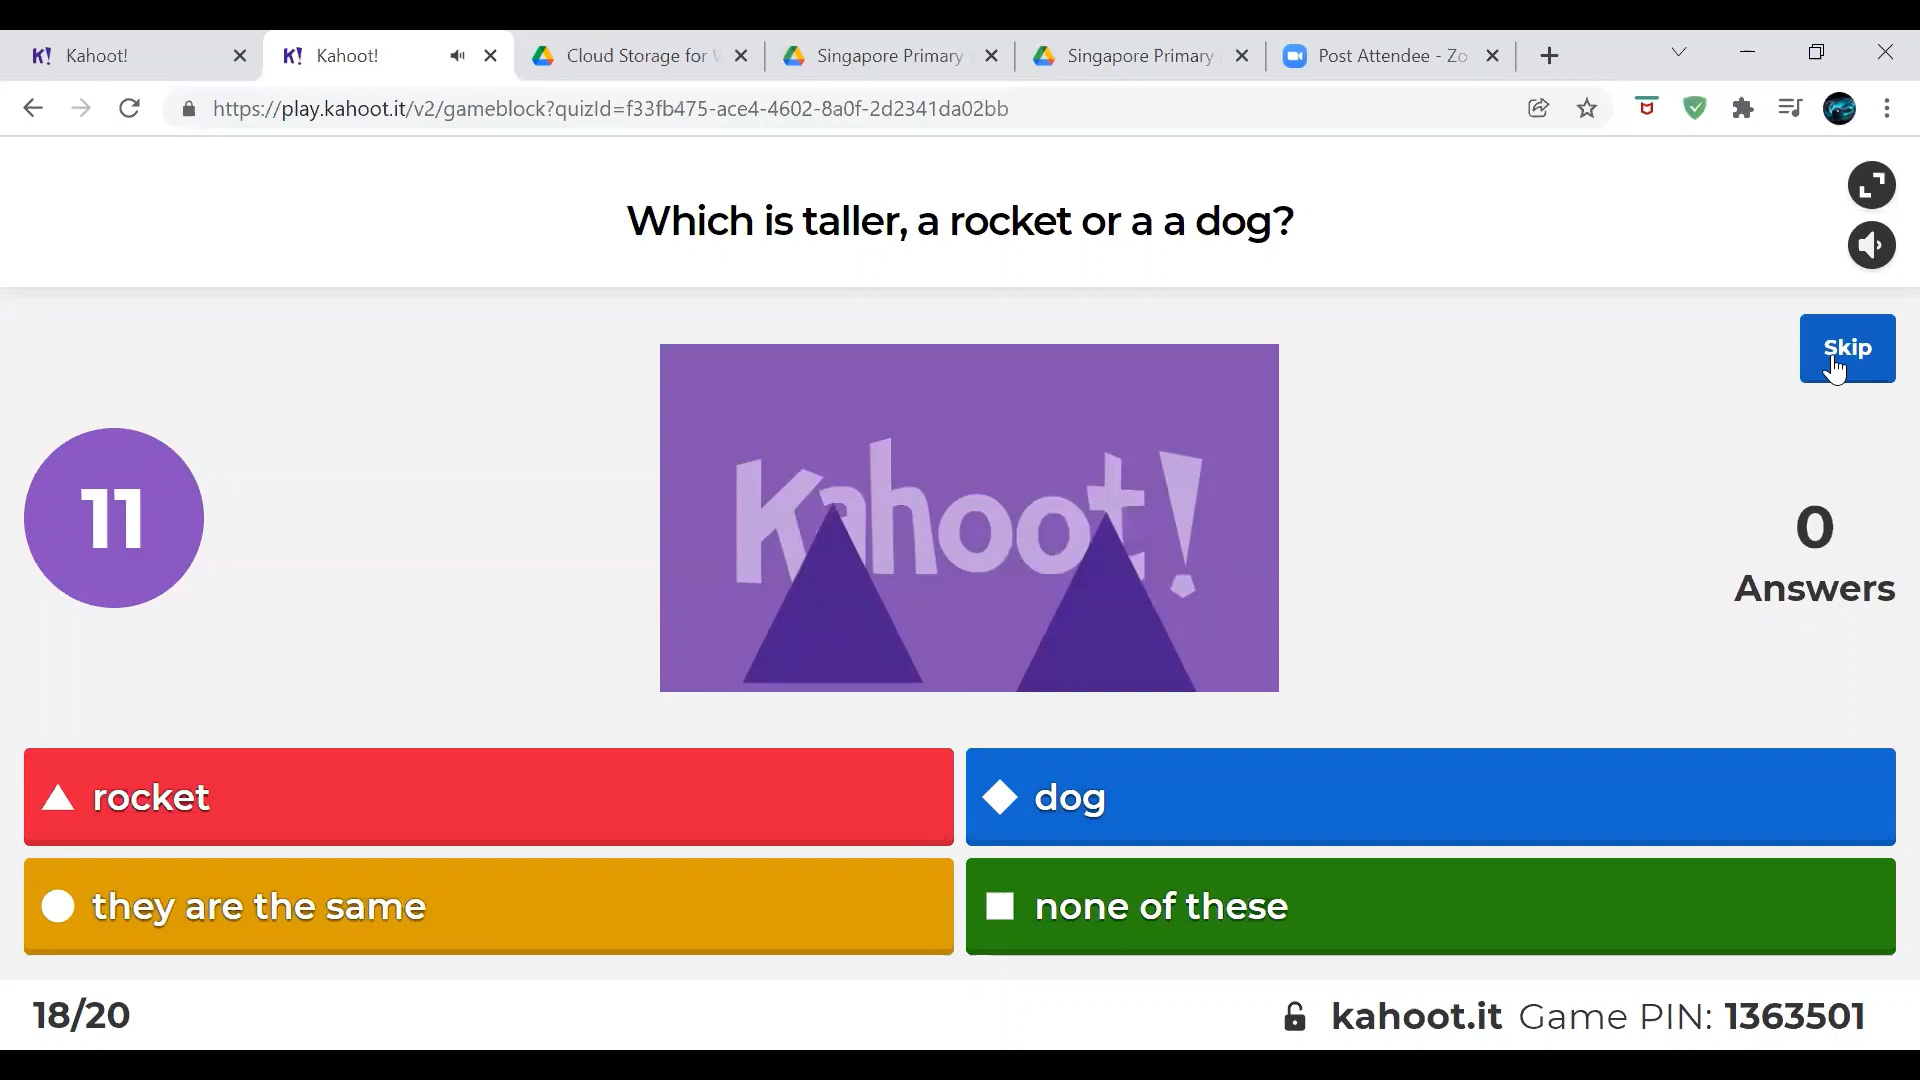 K! Kahoot!
K! Kahoot!
Cloud Storage for
Singapore Primary
Singapore Primary
Post Attendee - Zo
https://play.kahoot.it/v2/gameblock?quizId=f33fb475-ace4-4602-8a0f-2d2341da02bb
Which is taller, a rocket or a a dog?
Skip
11
Kahoot!
0
Answers
rocket
dog
they are the same
none of these
18/20
kahoot.it Game PIN: 1363501